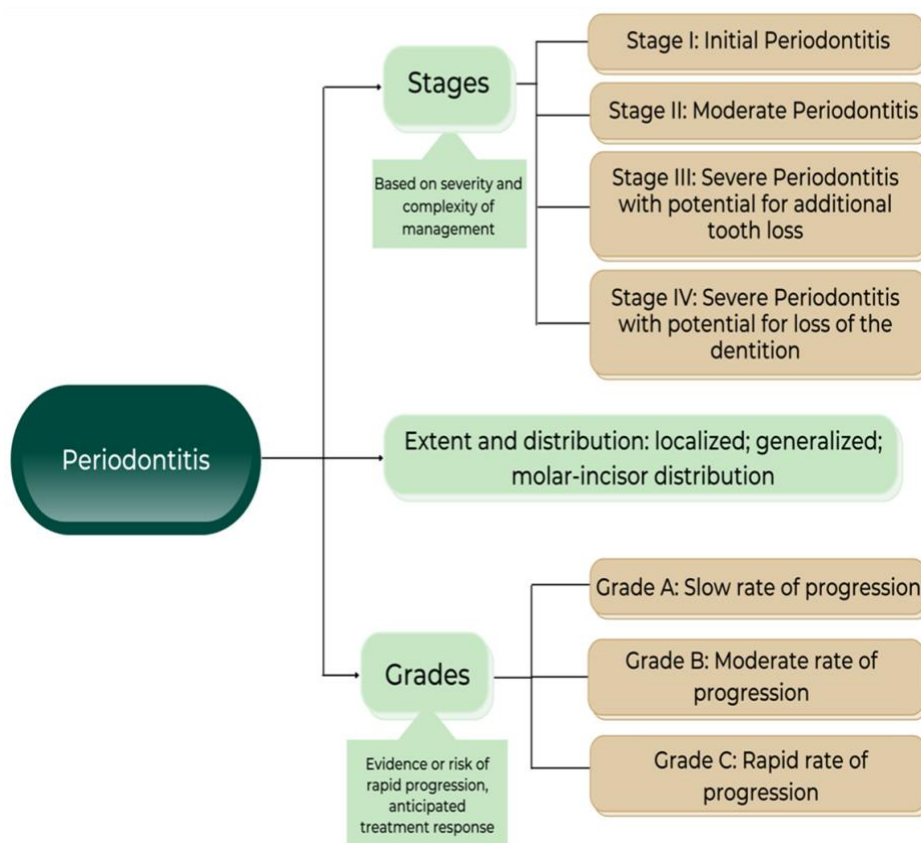 Periodontitis
Stages
Based on severity and
complexity of
management
Stage I: Initial Periodontitis
Stage II: Moderate Periodontitis
Stage III: Severe Periodontitis
with potential for additional
tooth loss
Stage IV: Severe Periodontitis
with potential for loss of the
dentition
Extent and distribution: localized; generalized;
molar-incisor distribution
Grades
Evidence or risk of
rapid progression,
anticipated
treatment response
Grade A: Slow rate of progression
Grade B: Moderate rate of
progression
Grade C: Rapid rate of
progression